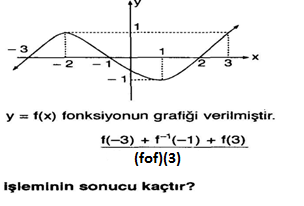 y
1
-3
1
x
-2
-1
2
3
-1
y = f(x) fonksiyonun grafiği verilmiştir.
f(-3) + f⁻¹(-1) + f(3)
(fof)(3)
işleminin sonucu kaçtır?